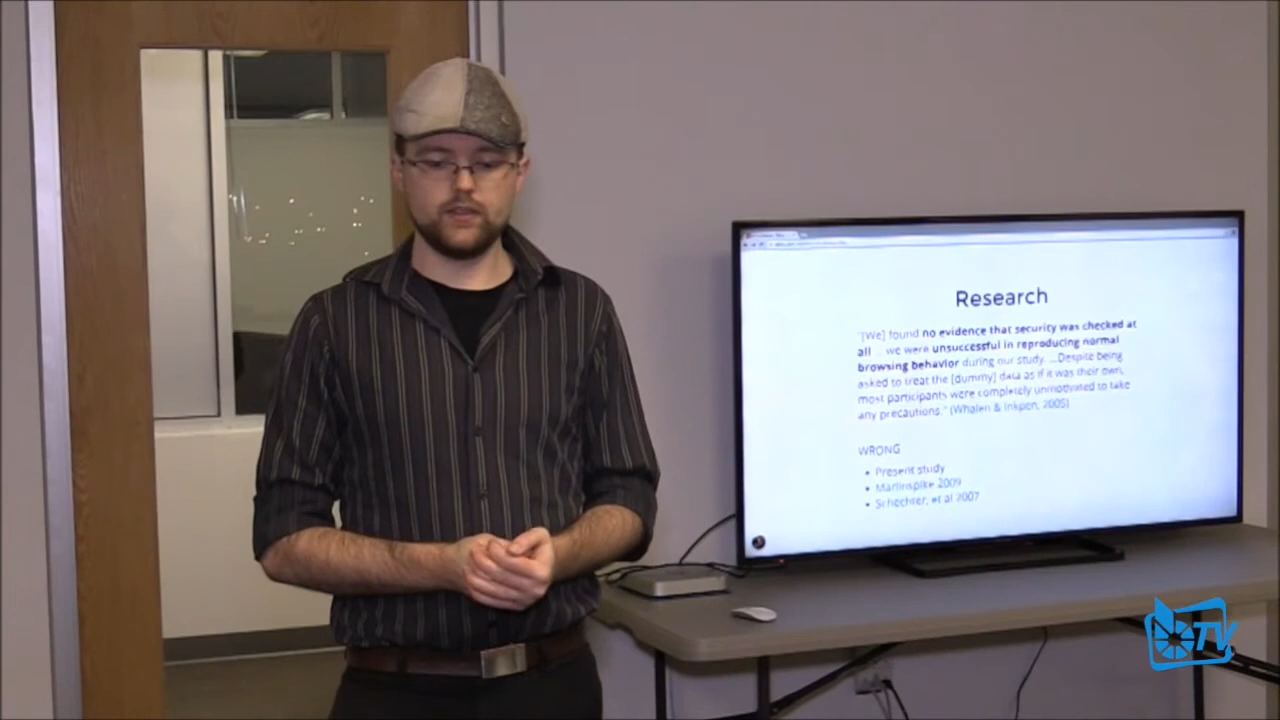 Research
"[We] found no evidence that security was checked at
all ... we were unsuccessful in reproducing normal
browsing behavior during our study. ...Despite being
asked to treat the [dummy] data as if it was their own,
most participants were completely unmotivated to take
any precautions." (Whalen & Inkpen, 2005)
WRONG
• Present study
• Marlinspike 2009
• Schechter, et al 2007
TV